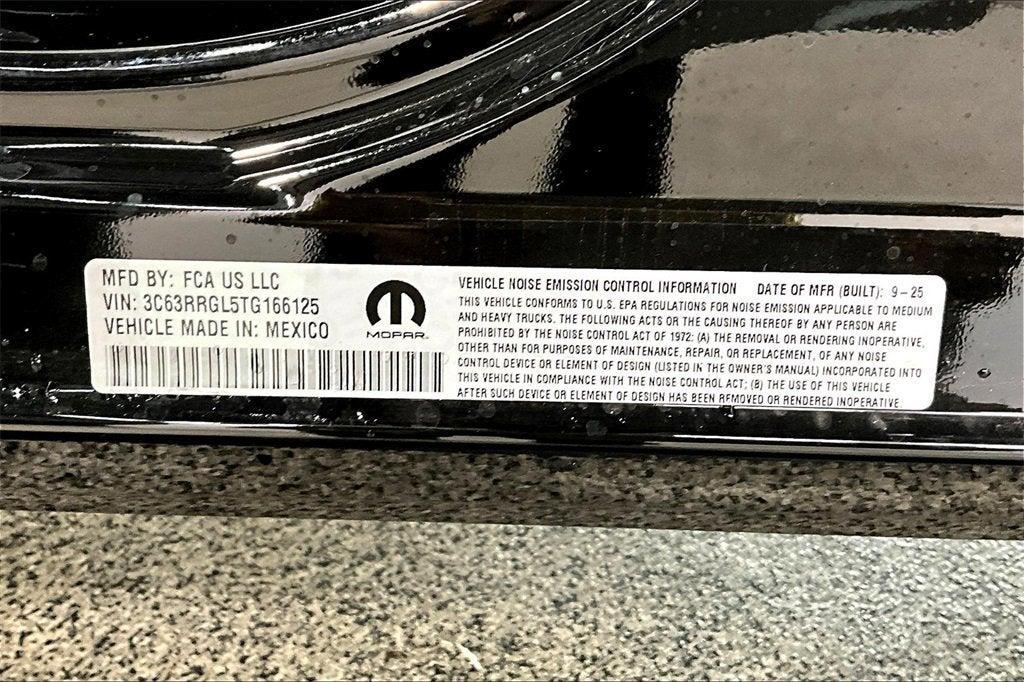 MFD BY: FCA US LLC
VIN: 3C63RRGL5TG166125
VEHICLE MADE IN: MEXICO
MOPAR
VEHICLE NOISE EMISSION CONTROL INFORMATION DATE OF MFR (BUILT): 9-25
THIS VEHICLE CONFORMS TO U.S. EPA REGULATIONS FOR NOISE EMISSION APPLICABLE TO MEDIUM
AND HEAVY TRUCKS. THE FOLLOWING ACTS OR THE CAUSING THEREOF BY ANY PERSON ARE
PROHIBITED BY THE NOISE CONTROL ACT OF 1972: (A) THE REMOVAL OR RENDERING INOPERATIVE,
OTHER THAN FOR PURPOSES OF MAINTENANCE, REPAIR, OR REPLACEMENT, OF ANY NOISE
CONTROL DEVICE OR ELEMENT OF DESIGN (LISTED IN THE OWNER'S MANUAL) INCORPORATED INTO
THIS VEHICLE IN COMPLIANCE WITH THE NOISE CONTROL ACT; (B) THE USE OF THIS VEHICLE
AFTER SUCH DEVICE OR ELEMENT OF DESIGN HAS BEEN REMOVED OR RENDERED INOPERATIVE